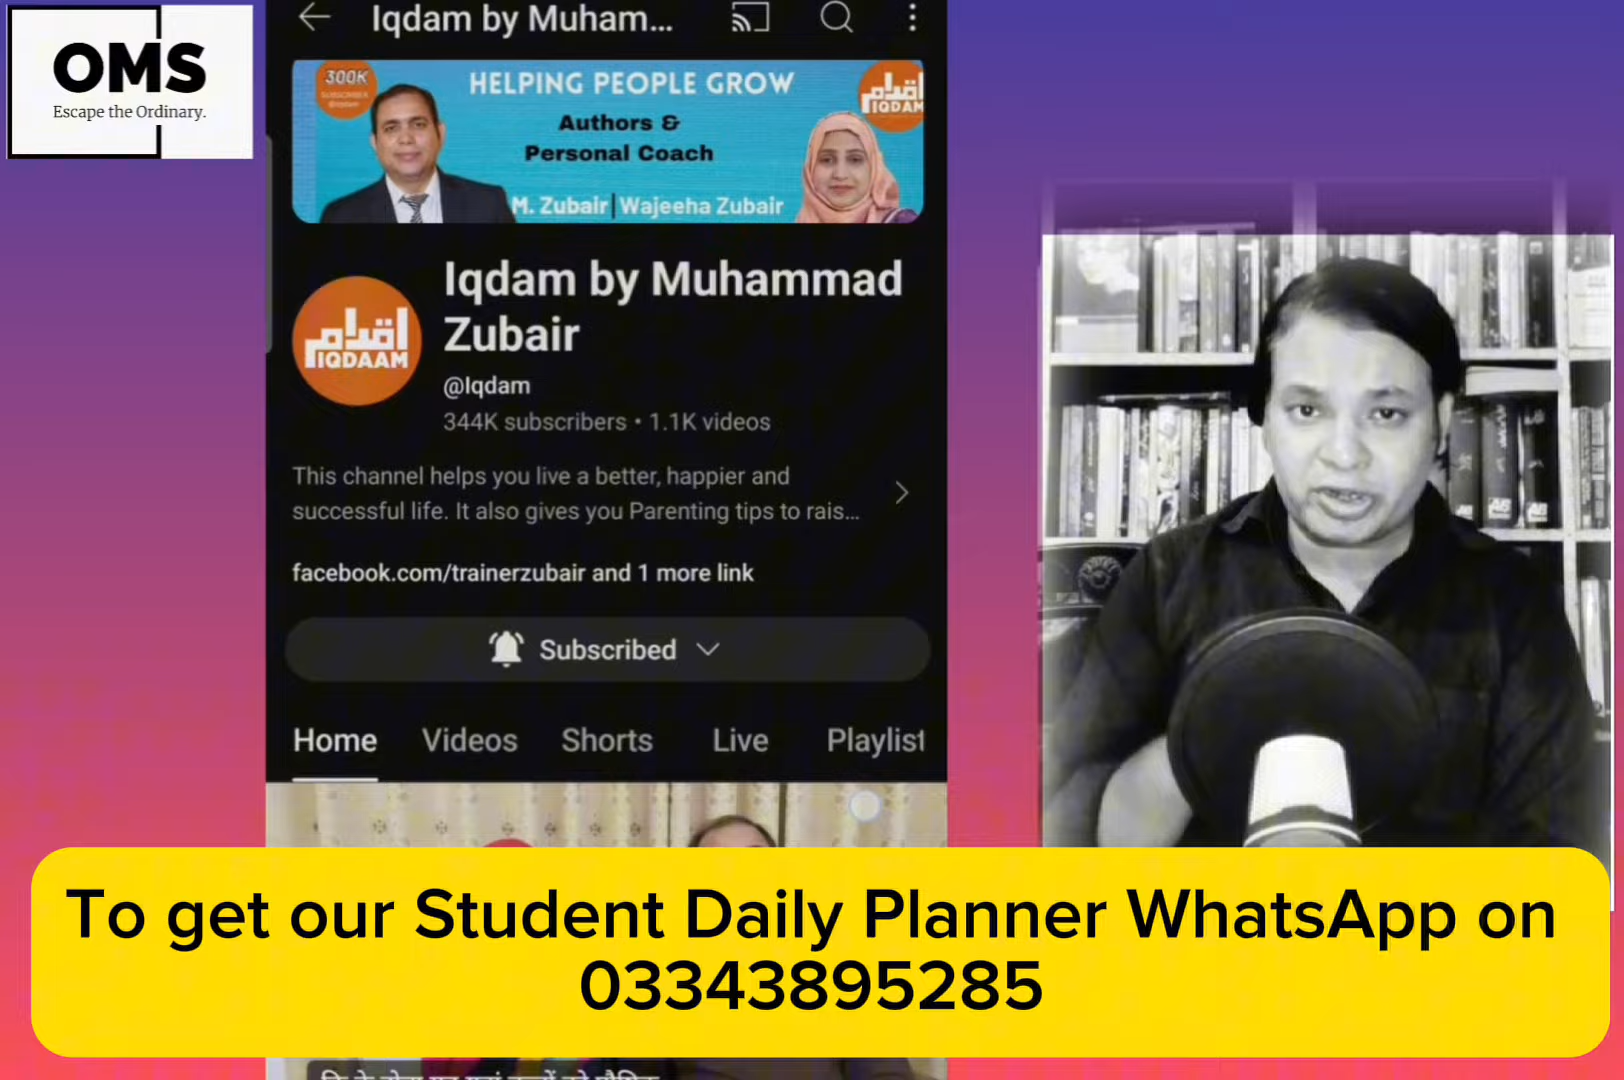 OMS
Escape the Ordinary.
Iqdam by Muham...
300K
HELPING PEOPLE GROW
Authors &
Personal Coach
M. Zubair | Wajeeha Zubair
اقدام
IQDAM
Iqdam by Muhammad
Zubair
اقدام
IQDAAM
@Iqdam
344K subscribers • 1.1K videos
This channel helps you live a better, happier and
successful life. It also gives you Parenting tips to rais...
facebook.com/trainerzubair and 1 more link
Subscribed
Home Videos Shorts Live Playlist
To get our Student Daily Planner WhatsApp on
03343895285